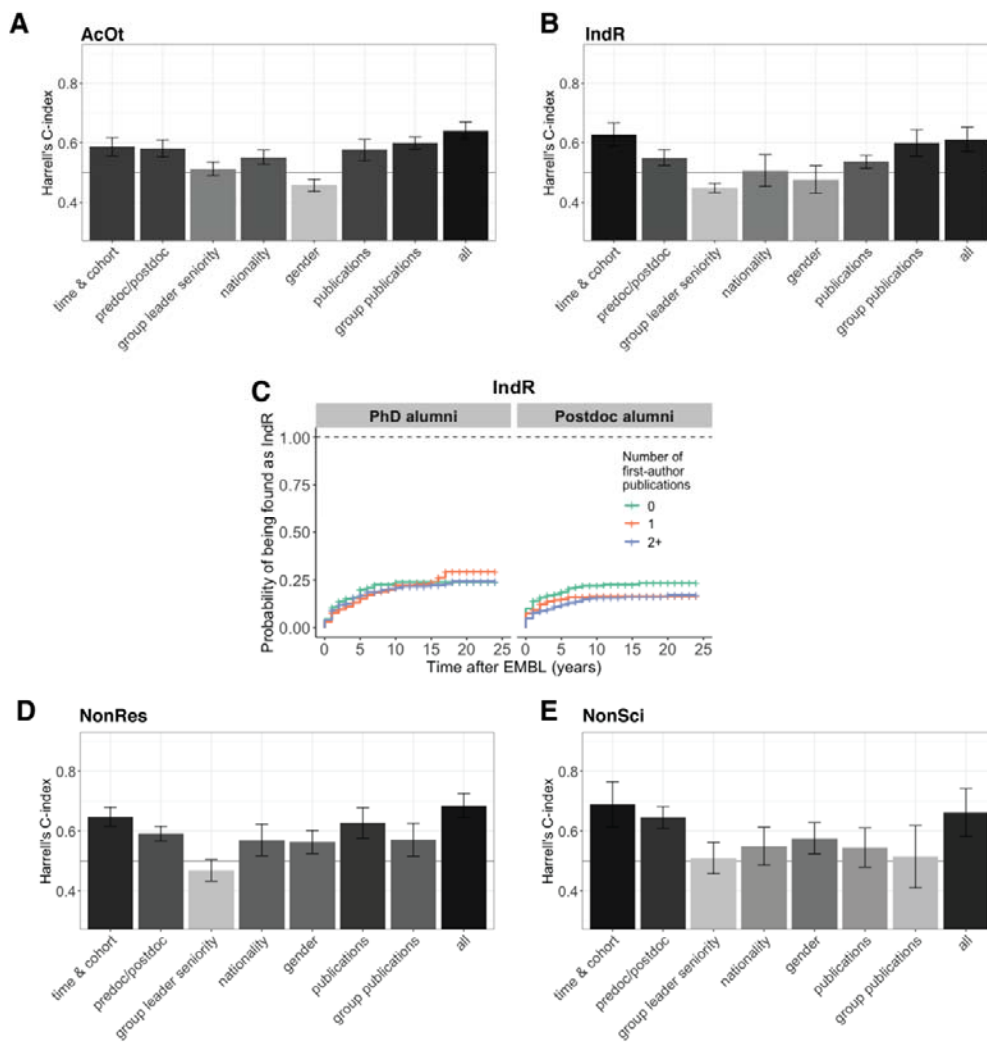 A
AcOt
Harrell's C-index
0.8
0.6
0.4
time & cohort
predoc/postdoc
group leader seriority
nationality
gender
publications
group publications
all
B
IndR
Harrell's C-index
0.8
0.6
0.4
time & cohort
predoc/postdoc
group leader seriority
nationality
gender
publications
group publications
all
C
IndR
PhD alumni
Postdoc alumni
Probability of being found as IndR
1.00
0.75
0.50
0.25
0.00
Number of
first-author
publications
0
1
2+
0 5 10 15 20 25
0 5 10 15 20 25
Time after EMBL (years)
D
NonRes
Harrell's C-index
0.8
0.6
0.4
time & cohort
predoc/postdoc
group leader seriority
nationality
gender
publications
group publications
all
E
NonSci
Harrell's C-index
0.8
0.6
0.4
time & cohort
predoc/postdoc
group leader seriority
nationality
gender
publications
group publications
all